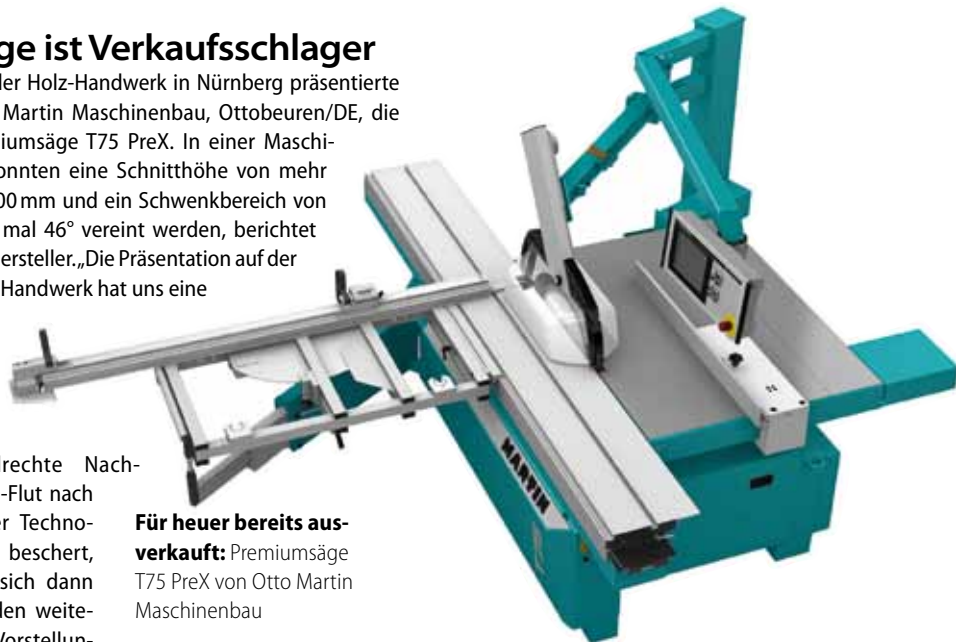 ge ist Verkaufsschlager
der Holz-Handwerk in Nürnberg präsentierte
Martin Maschinenbau, Ottobeuren/DE, die
miumsäge T75 PreX. In einer Maschi-
onnten eine Schnitthöhe von mehr
00 mm und ein Schwenkbereich von
mal 46° vereint werden, berichtet
ersteller. „Die Präsentation auf der
Handwerk hat uns eine
rechte Nach-
-Flut nach
er Techno-
beschert,
sich dann
den weite-
Vorstellun-
Für heuer bereits aus-
verkauft: Premiumsäge
T75 PreX von Otto Martin
Maschinenbau
MARTIN